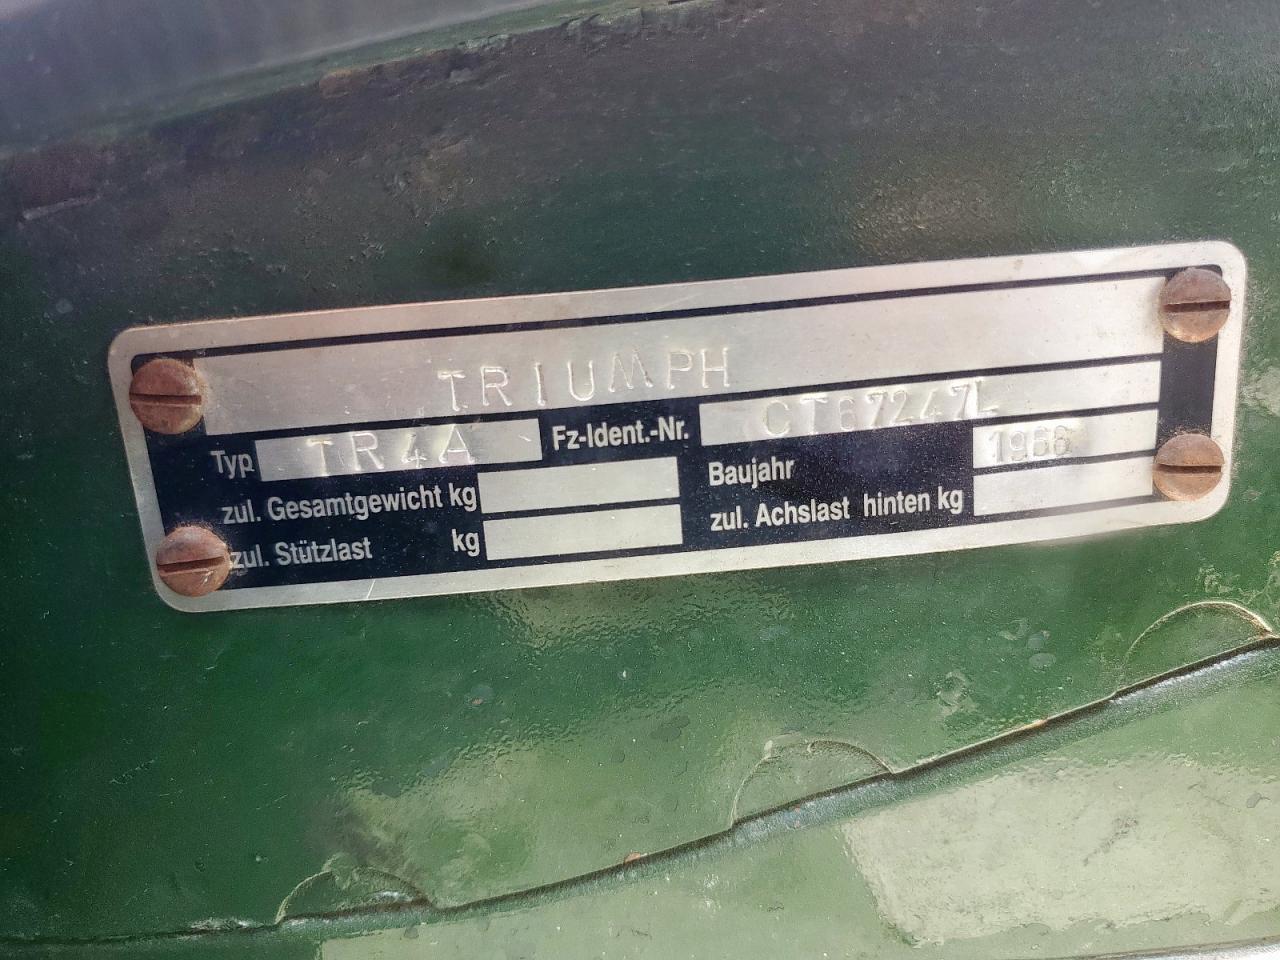 TRIUMPH
Typ TR4A Fz-Ident.-Nr. CT67247L
zul. Gesamtgewicht kg Baujahr 1966
zul. Stützlast kg zul. Achslast hinten kg